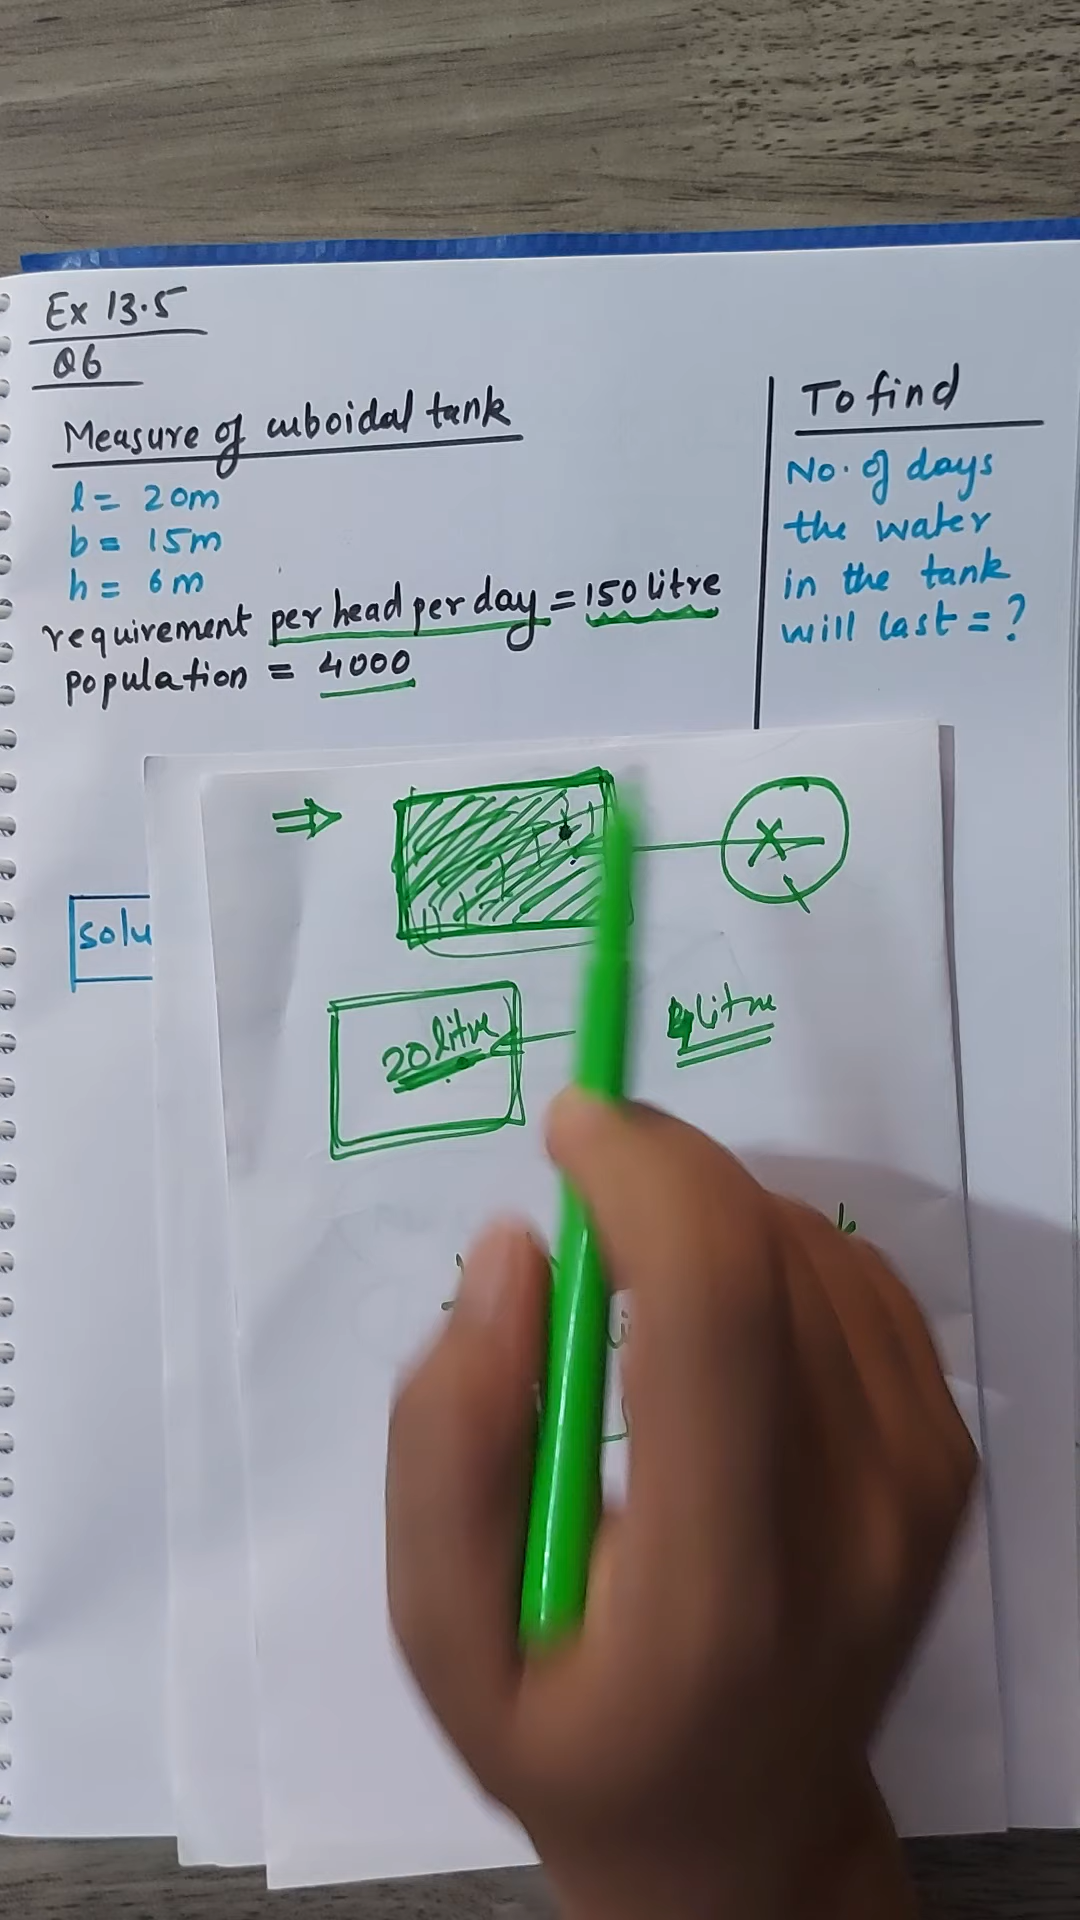 Ex 13.5
Q6
Measure of cuboidal tank
l = 20m
b = 15m
h = 6m
requirement per head per day = 150 litre
population = 4000
To find
No. of days
the water
in the tank
will last = ?
⇒
X
solu
20 litre
litre